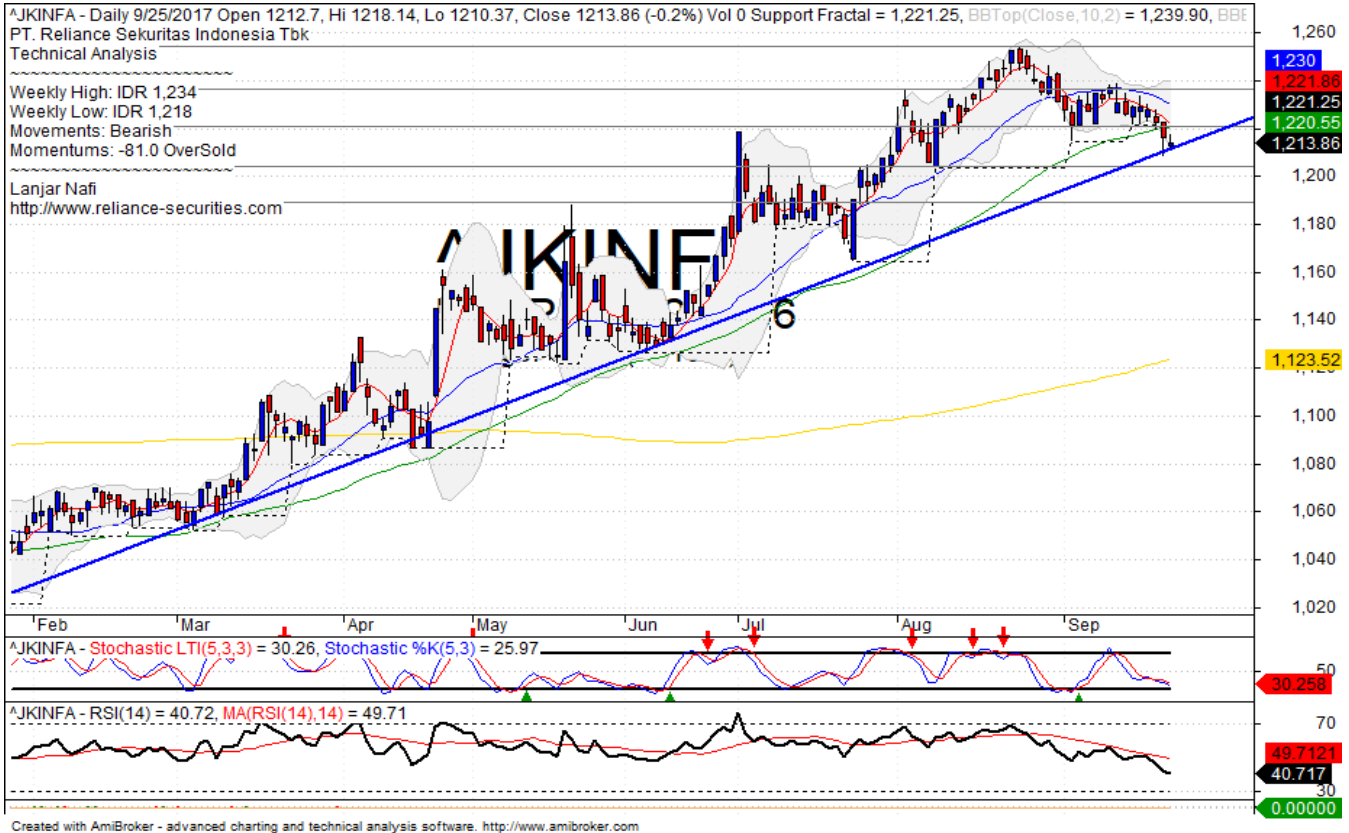 ^JKINFA - Daily 9/25/2017 Open 1212.7, Hi 1218.14, Lo 1210.37, Close 1213.86 (-0.2%) Vol 0 Support Fractal = 1,221.25, BBTop(Close,10,2) = 1,239.90,
PT. Reliance Sekuritas Indonesia Tbk
Technical Analysis
~~~~~~~~~~~~~~~~~~~~~~
Weekly High: IDR 1,234
Weekly Low: IDR 1,218
Movements: Bearish
Momentums: -81.0 OverSold
~~~~~~~~~~~~~~~~~~~~~~
Lanjar Nafi
http://www.reliance-securities.com
1,260
1,230
1,221.86
1,221.25
1,220.55
1,213.86
1,200
1,180
1,160
1,140
1,123.52
1,100
1,080
1,060
1,040
1,020
Feb Mar Apr May Jun Jul Aug Sep
^JKINFA - Stochastic LTI(5,3,3) = 30.26, Stochastic %K(5,3) = 25.97
50
30.258
^JKINFA - RSI(14) = 40.72, MA(RSI(14),14) = 49.71
70
49.7121
40.717
30
0.00000
Created with AmiBroker - advanced charting and technical analysis software. http://www.amibroker.com